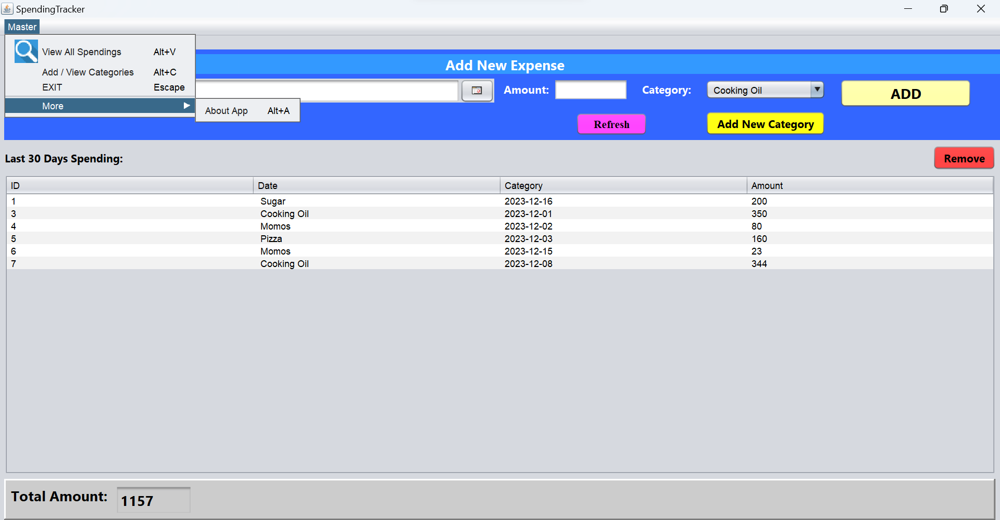 SpendingTracker
Master
View All Spendings Alt+V
Add / View Categories Alt+C
EXIT Escape
More
About App Alt+A
Add New Expense
Amount: Category: Cooking Oil ADD
Refresh Add New Category
Last 30 Days Spending: Remove
ID Date Category Amount
1 Sugar 2023-12-16 200
3 Cooking Oil 2023-12-01 350
4 Momos 2023-12-02 80
5 Pizza 2023-12-03 160
6 Momos 2023-12-15 23
7 Cooking Oil 2023-12-08 344
Total Amount: 1157